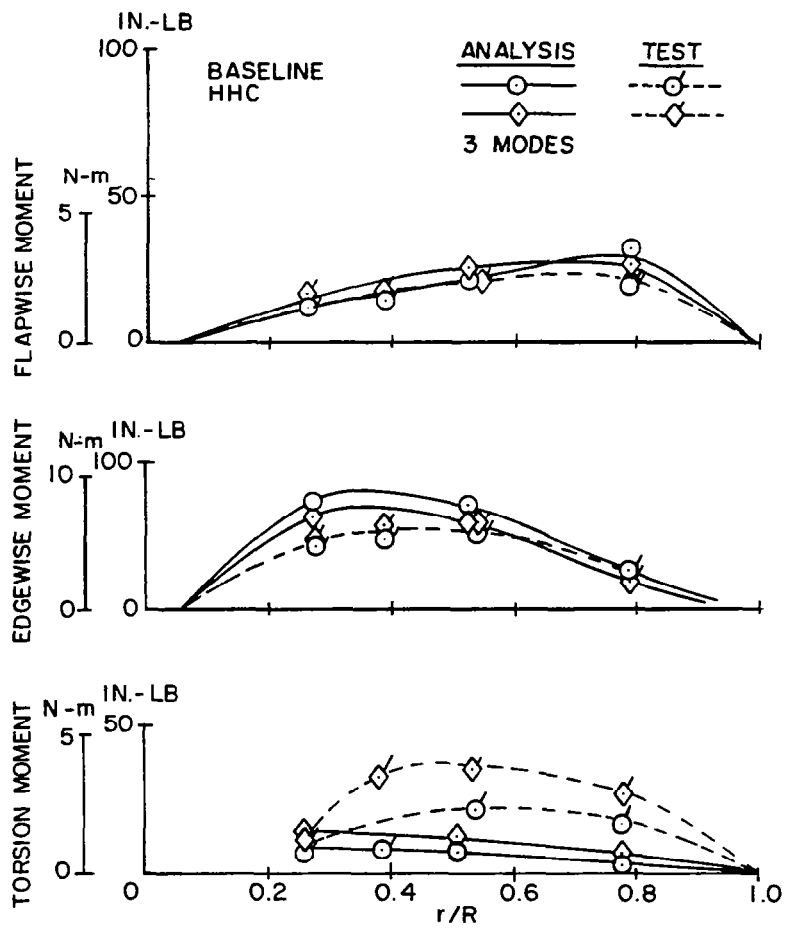 IN.-LB
100
BASELINE
HHC
ANALYSIS TEST
3 MODES
FLAPWISE MOMENT
N-m
5
0
50
0
EDGEWISE MOMENT
N-m IN.-LB
10
0
100
0
TORSION MOMENT
N-m IN.-LB
5
0
50
0 0.2 0.4 0.6 0.8 1.0
r/R